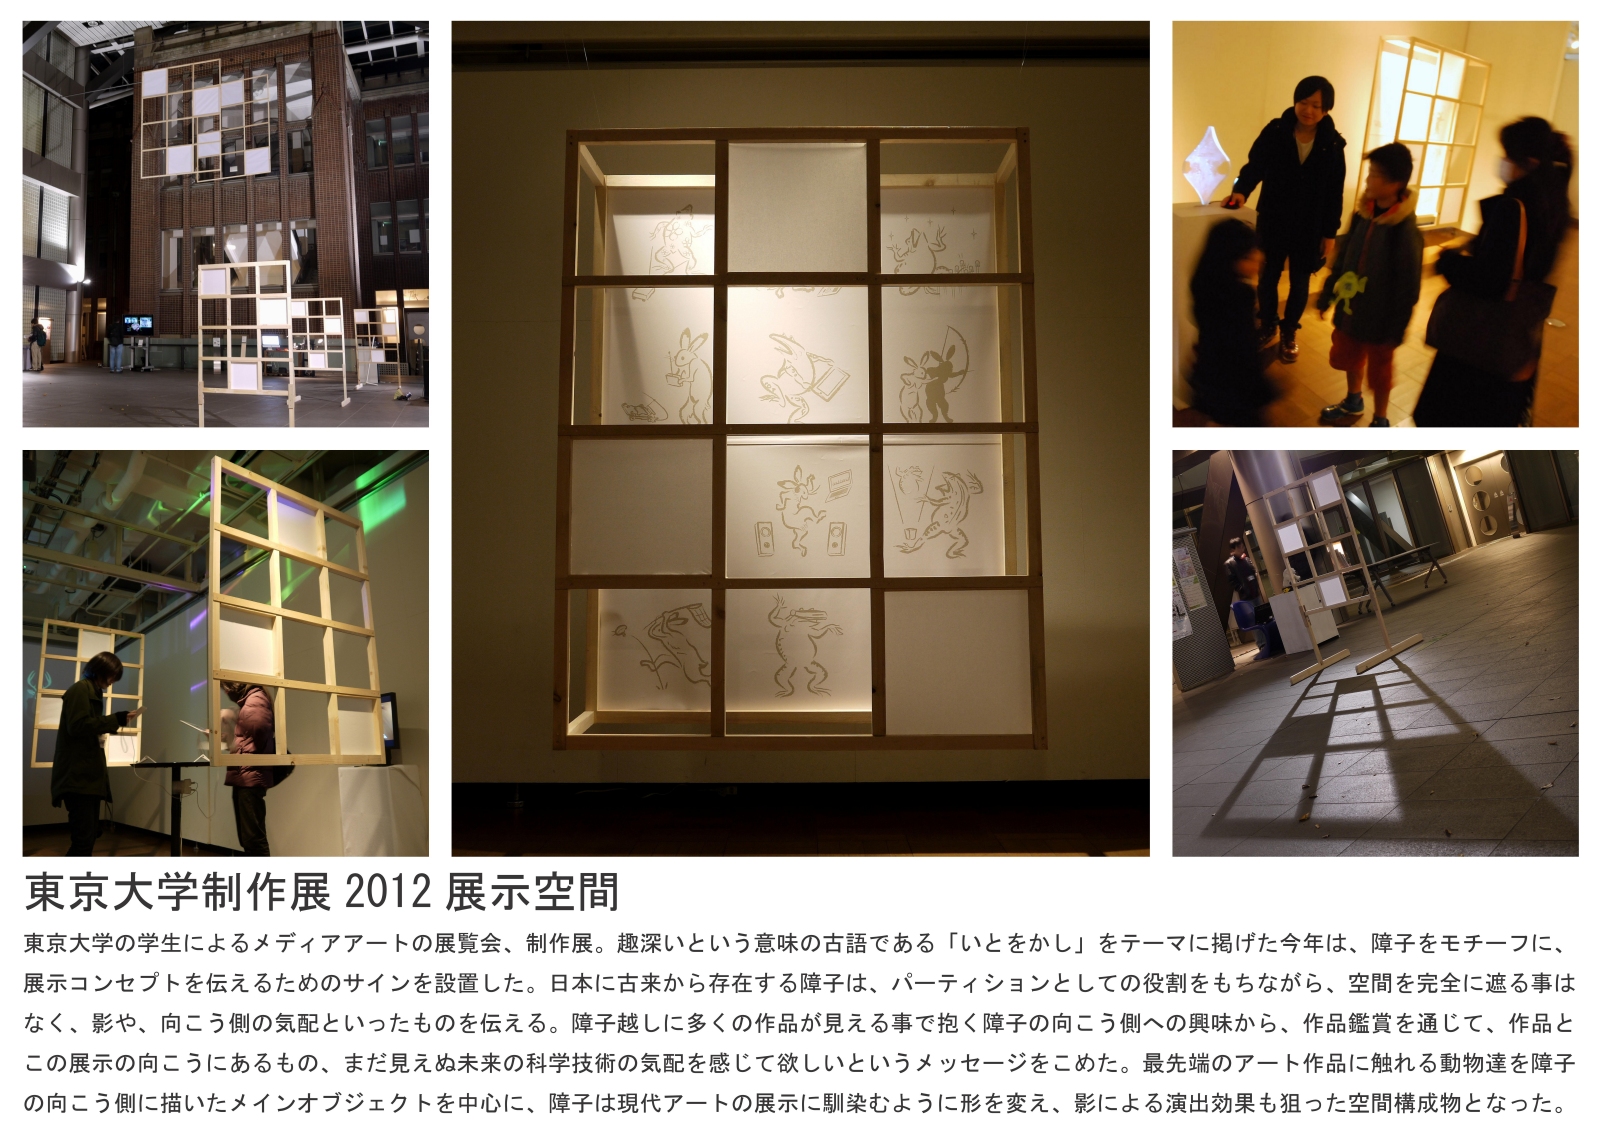 東京大学制作展 2012 展示空間
東京大学の学生によるメディアアートの展覧会、制作展。趣深いという意味の古語である「いとをかし」をテーマに掲げた今年は、障子をモチーフに、
展示コンセプトを伝えるためのサインを設置した。日本に古来から存在する障子は、パーティションとしての役割をもちながら、空間を完全に遮る事は
なく、影や、向こう側の気配といったものを伝える。障子越しに多くの作品が見える事で抱く障子の向こう側への興味から、作品鑑賞を通じて、作品と
この展示の向こうにあるもの、まだ見えぬ未来の科学技術の気配を感じて欲しいというメッセージをこめた。最先端のアート作品に触れる動物達を障子
の向こう側に描いたメインオブジェクトを中心に、障子は現代アートの展示に馴染むように形を変え、影による演出効果も狙った空間構成物となった。